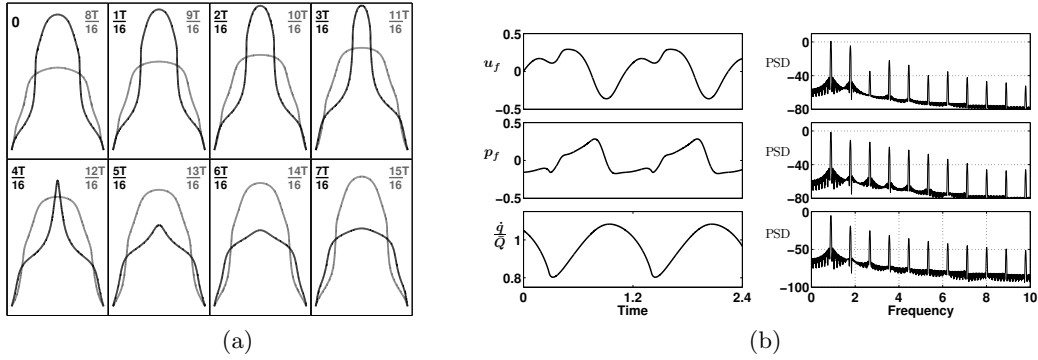 0 8T/16 1T/16 9T/16 2T/16 10T/16 3T/16 11T/16
4T/16 12T/16 5T/16 13T/16 6T/16 14T/16 7T/16 15T/16
(a)
0.5
u_f 0
−0.5
0.5
p_f 0
−0.5
q̇/Q̄ 1
0.8
0 1.2 2.4
Time
0
PSD −40
−80
0
PSD −40
−80
0
PSD −50
−100
0 2 4 6 8 10
Frequency
(b)